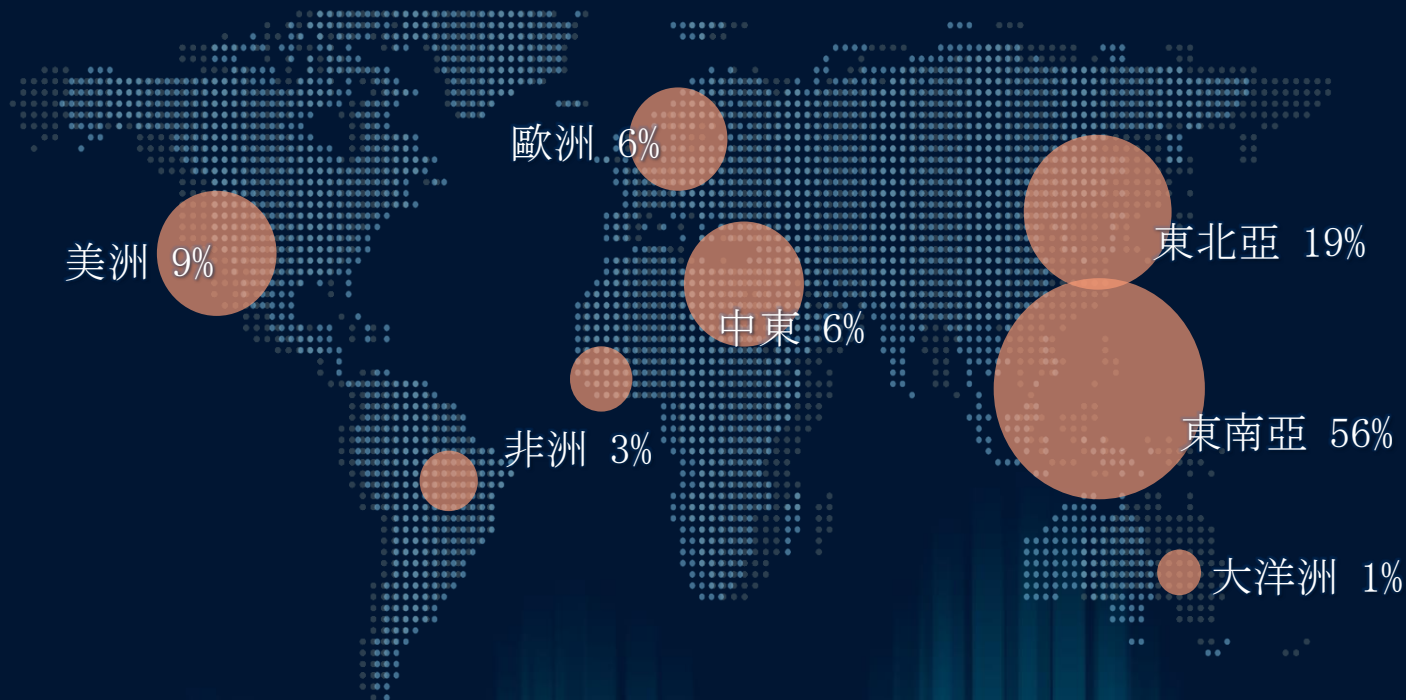 歐洲 6%
美洲 9%
東北亞 19%
中東 6%
東南亞 56%
非洲 3%
大洋洲 1%